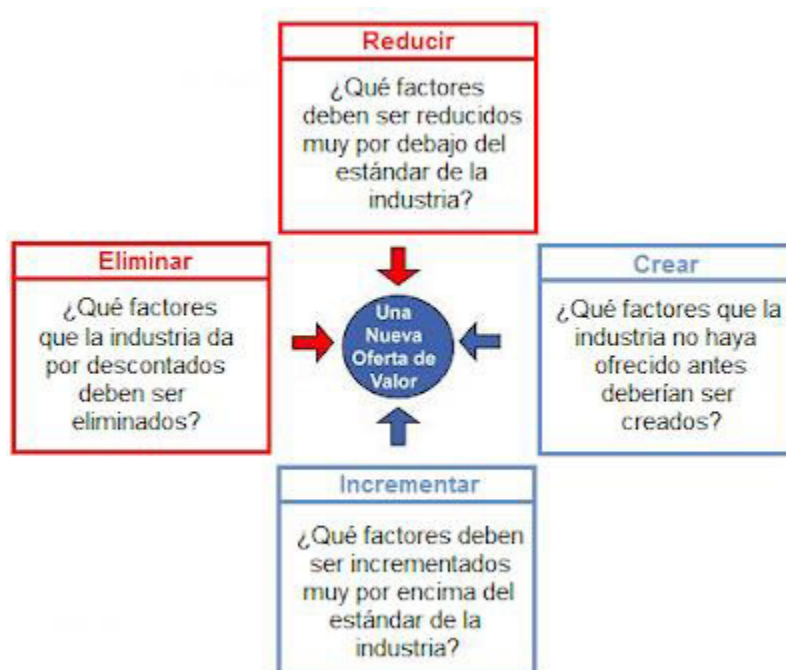 Reducir
¿Qué factores
deben ser reducidos
muy por debajo del
estándar de la
industria?
Eliminar
¿Qué factores
que la industria da
por descontados
deben ser
eliminados?
Una
Nueva
Oferta de
Valor
Crear
¿Qué factores que la
industria no haya
ofrecido antes
deberían ser
creados?
Incrementar
¿Qué factores deben
ser incrementados
muy por encima del
estándar de la
industria?